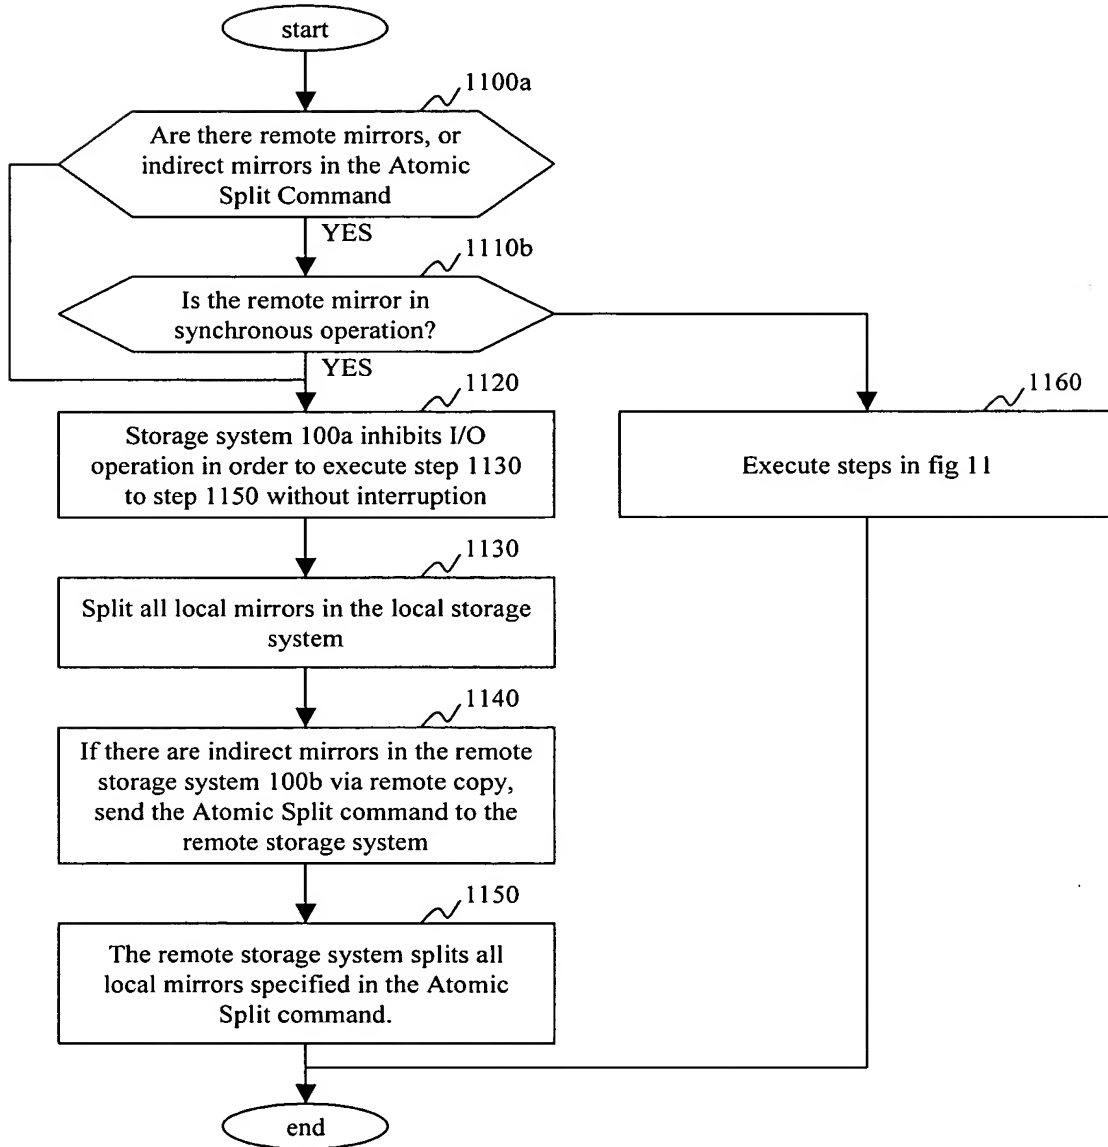 start
1100a
Are there remote mirrors, or
indirect mirrors in the Atomic
Split Command
YES
1110b
Is the remote mirror in
synchronous operation?
YES
1120
Storage system 100a inhibits I/O
operation in order to execute step 1130
to step 1150 without interruption
1160
Execute steps in fig 11
1130
Split all local mirrors in the local storage
system
1140
If there are indirect mirrors in the remote
storage system 100b via remote copy,
send the Atomic Split command to the
remote storage system
1150
The remote storage system splits all
local mirrors specified in the Atomic
Split command.
end